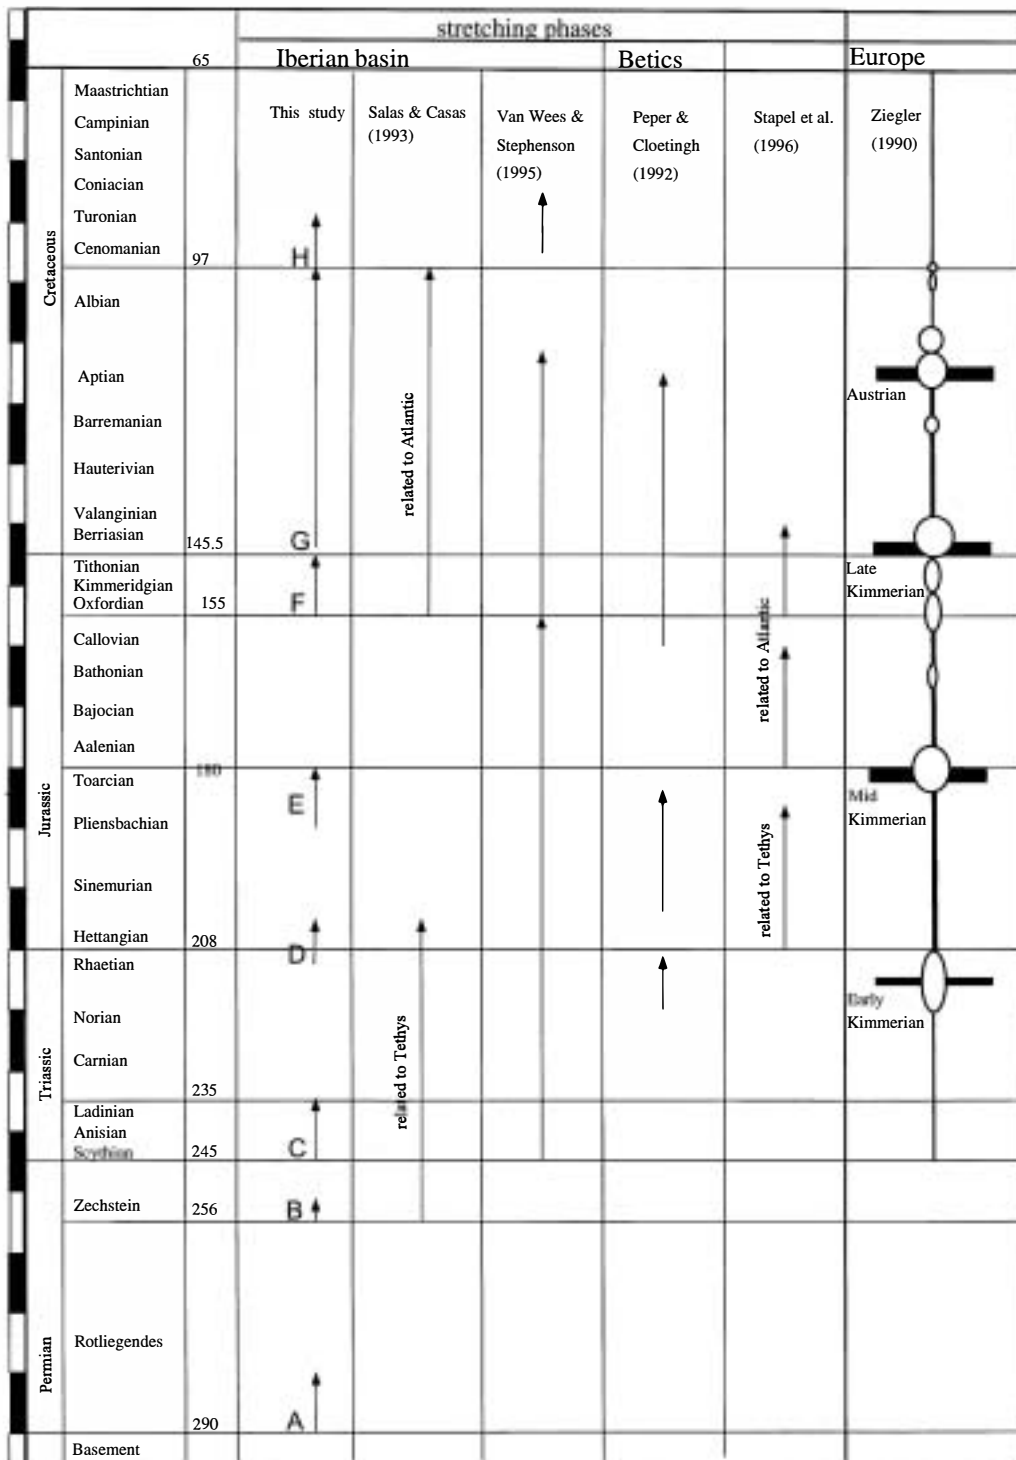 stretching phases
65 Iberian basin Betics Europe
Maastrichtian
Campinian
Santonian
Coniacian
Turonian
Cenomanian
97
This study
Salas & Casas
(1993)
Van Wees &
Stephenson
(1995)
Peper &
Cloetingh
(1992)
Stapel et al.
(1996)
Ziegler
(1990)
H
Cretaceous
Albian
Aptian
Barremanian
Hauterivian
Valanginian
Berriasian
145.5
G
related to Atlantic
Austrian
Tithonian
Kimmeridgian
Oxfordian
155
F
Late
Kimmerian
Callovian
Bathonian
Bajocian
Aalenian
180
related to Atlantic
Jurassic
Toarcian
Pliensbachian
Sinemurian
Hettangian
208
E
D
related to Tethys
Mid
Kimmerian
Triassic
Rhaetian
Norian
Carnian
235
related to Tethys
Early
Kimmerian
Ladinian
Anisian
Scythian
245
C
Zechstein
256
B
Permian
Rotliegendes
290
A
Basement